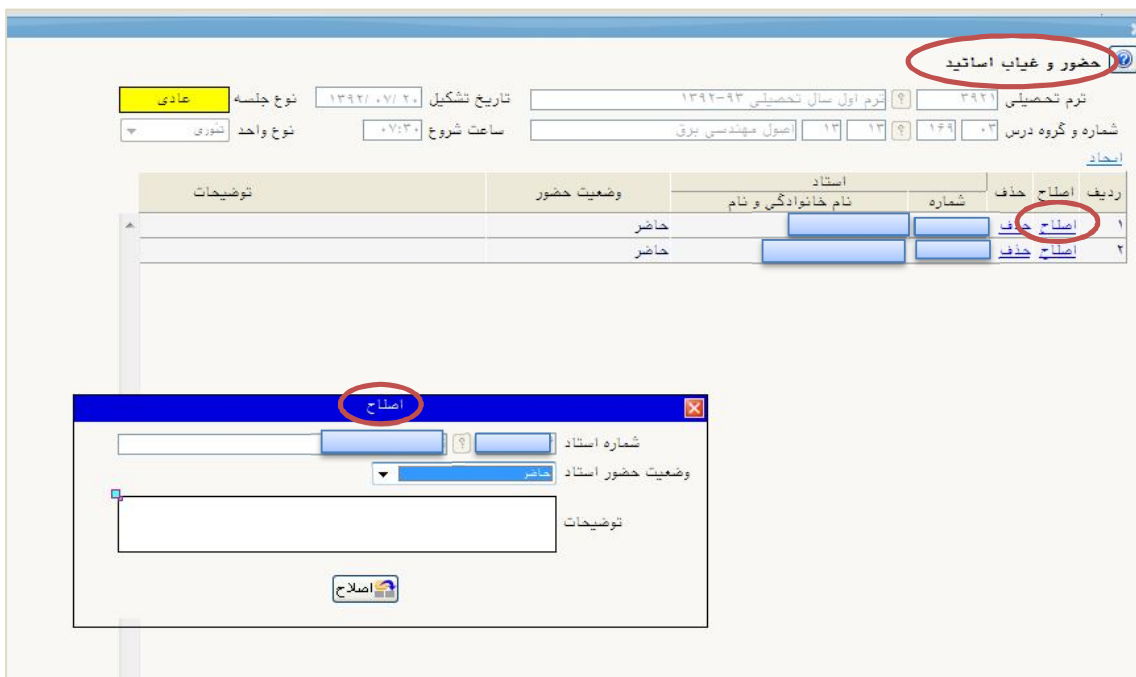 حضور و غیاب اساتید
ترم تحصیلی ۳۹۲۱ ؟ ترم اول سال تحصیلی ۹۳-۱۳۹۲ تاریخ تشکیل ۱۳۹۲/۰۷/۲۰ نوع جلسه عادی
شماره و گروه درس ۰۳ ۱۶۹ ؟ ۱۳ ۱۳ اصول مهندسی برق ساعت شروع ۰۷:۳۰ نوع واحد تئوری
ایجاد
ردیف اصلاح حذف استاد وضعیت حضور توضیحات
شماره نام خانوادگی و نام
۱ اصلاح حذف حاضر
۲ اصلاح حذف حاضر
اصلاح
شماره استاد ؟
وضعیت حضور استاد حاضر
توضیحات
اصلاح